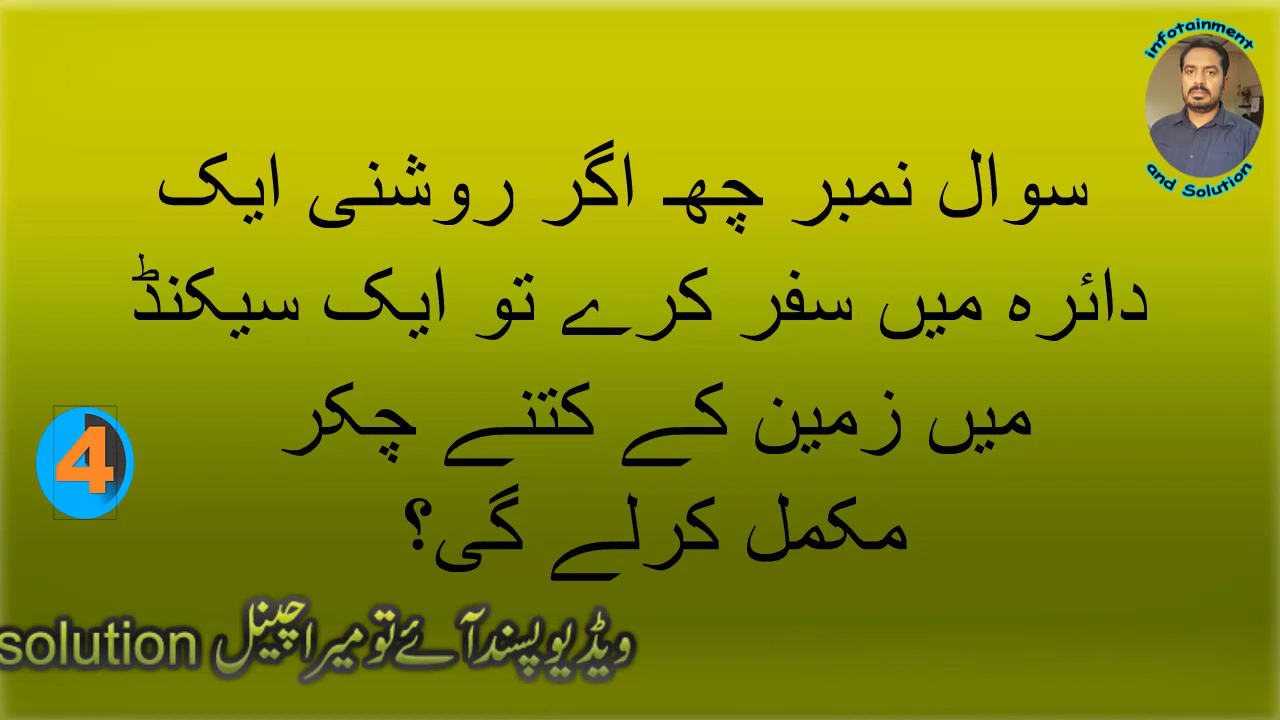 infotainment
and Solution
سوال نمبر چھ اگر روشنی ایک
دائرہ میں سفر کرے تو ایک سیکنڈ
میں زمین کے کتنے چکر
مکمل کرلے گی؟
4
ویڈیو پسند آئے تو میرا چینل solution